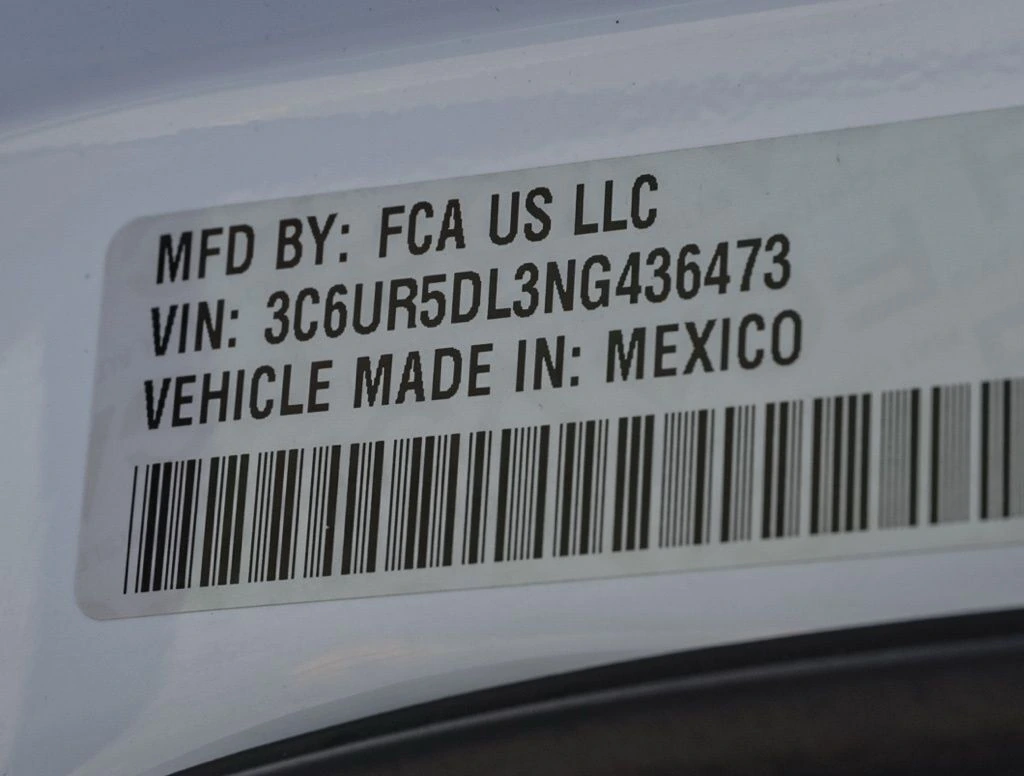 MFD BY: FCA US LLC
VIN: 3C6UR5DL3NG436473
VEHICLE MADE IN: MEXICO